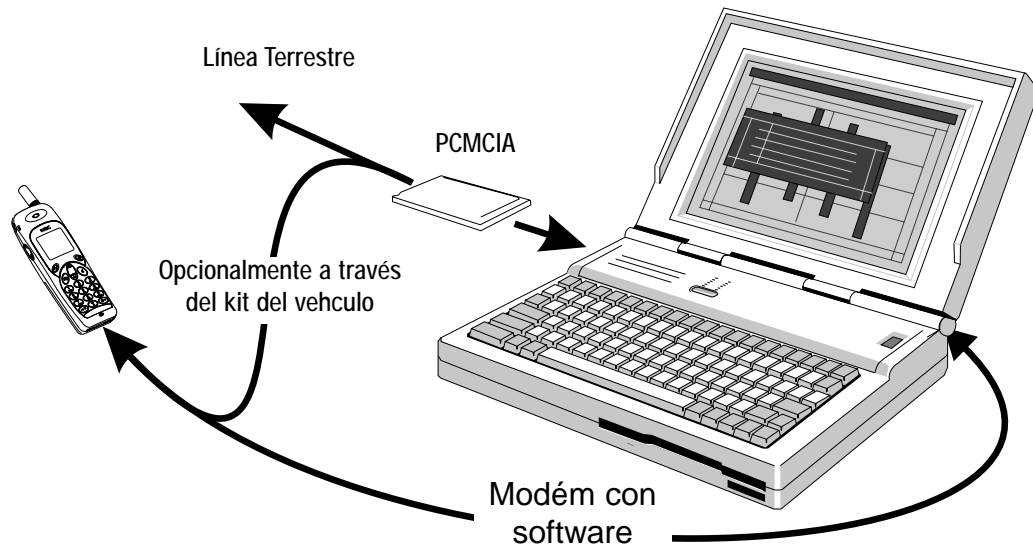 Línea Terrestre
PCMCIA
Opcionalmente a través
del kit del vehculo
Modém con
software